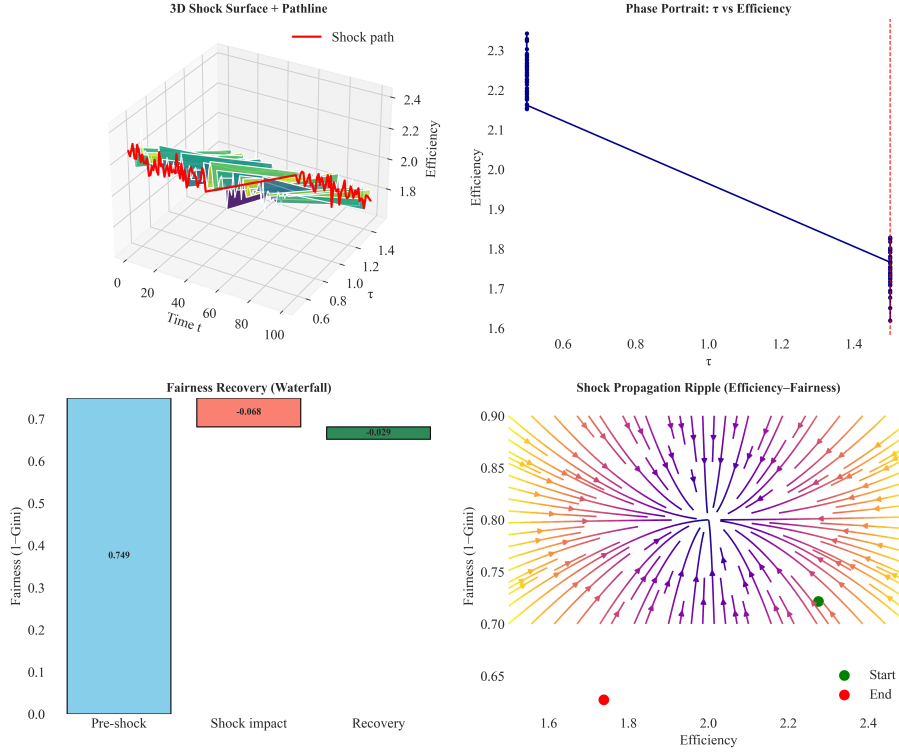 3D Shock Surface + Pathline
Shock path
2.4
2.2
2.0
1.8
Efficiency
0 20 40 60 80 100
Time t
0.6 0.8 1.0 1.2 1.4
τ
Phase Portrait: τ vs Efficiency
2.3
2.2
2.1
2.0
1.9
1.8
1.7
1.6
Efficiency
0.6 0.8 1.0 1.2 1.4
τ
Fairness Recovery (Waterfall)
0.7
0.6
0.5
0.4
0.3
0.2
0.1
0.0
Fairness (1−Gini)
0.749
-0.068
-0.029
Pre-shock Shock impact Recovery
Shock Propagation Ripple (Efficiency–Fairness)
0.90
0.85
0.80
0.75
0.70
0.65
Fairness (1−Gini)
Start
End
1.6 1.8 2.0 2.2 2.4
Efficiency